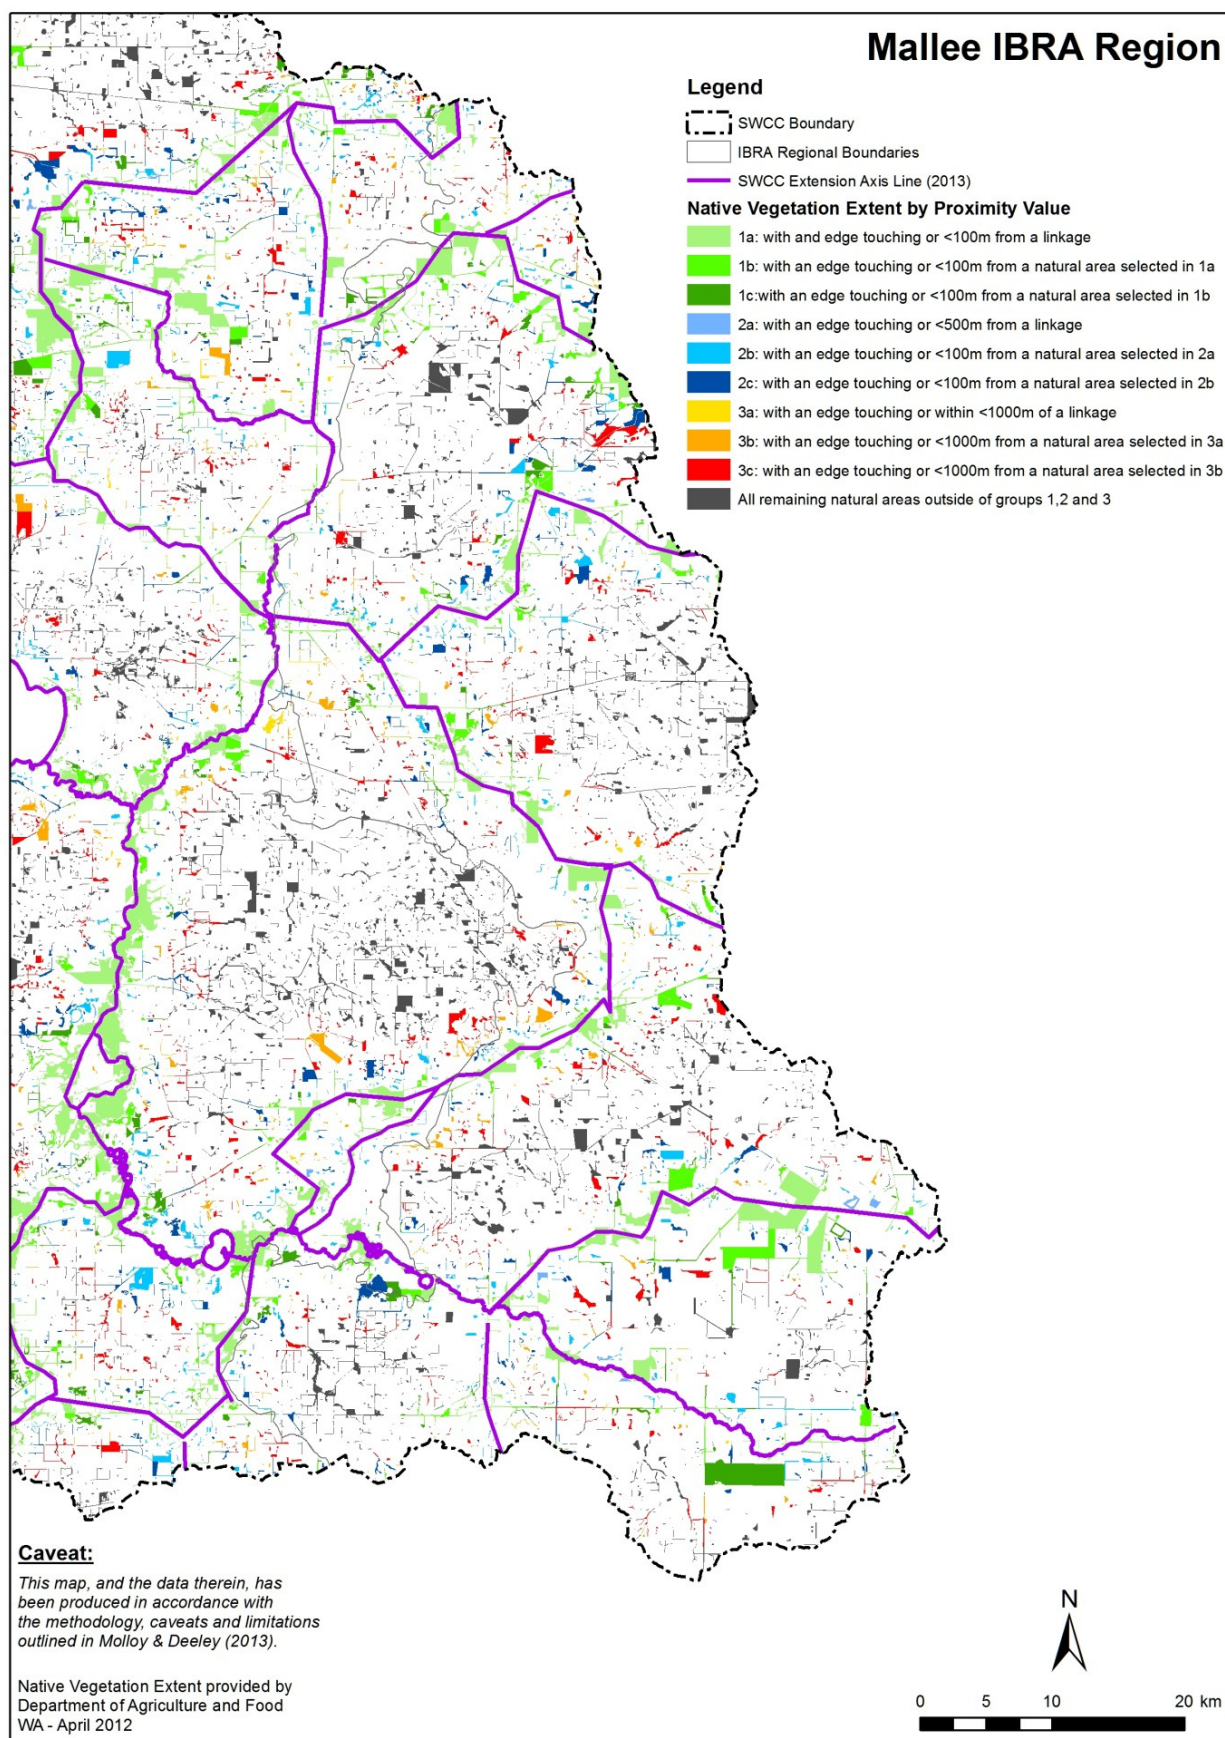 Mallee IBRA Region
Legend
SWCC Boundary
IBRA Regional Boundaries
SWCC Extension Axis Line (2013)
Native Vegetation Extent by Proximity Value
1a: with and edge touching or <100m from a linkage
1b: with an edge touching or <100m from a natural area selected in 1a
1c:with an edge touching or <100m from a natural area selected in 1b
2a: with an edge touching or <500m from a linkage
2b: with an edge touching or <100m from a natural area selected in 2a
2c: with an edge touching or <100m from a natural area selected in 2b
3a: with an edge touching or within <1000m of a linkage
3b: with an edge touching or <1000m from a natural area selected in 3a
3c: with an edge touching or <1000m from a natural area selected in 3b
All remaining natural areas outside of groups 1,2 and 3
Caveat:
This map, and the data therein, has
been produced in accordance with
the methodology, caveats and limitations
outlined in Molloy & Deeley (2013).
Native Vegetation Extent provided by
Department of Agriculture and Food
WA - April 2012
N
0 5 10 20 km